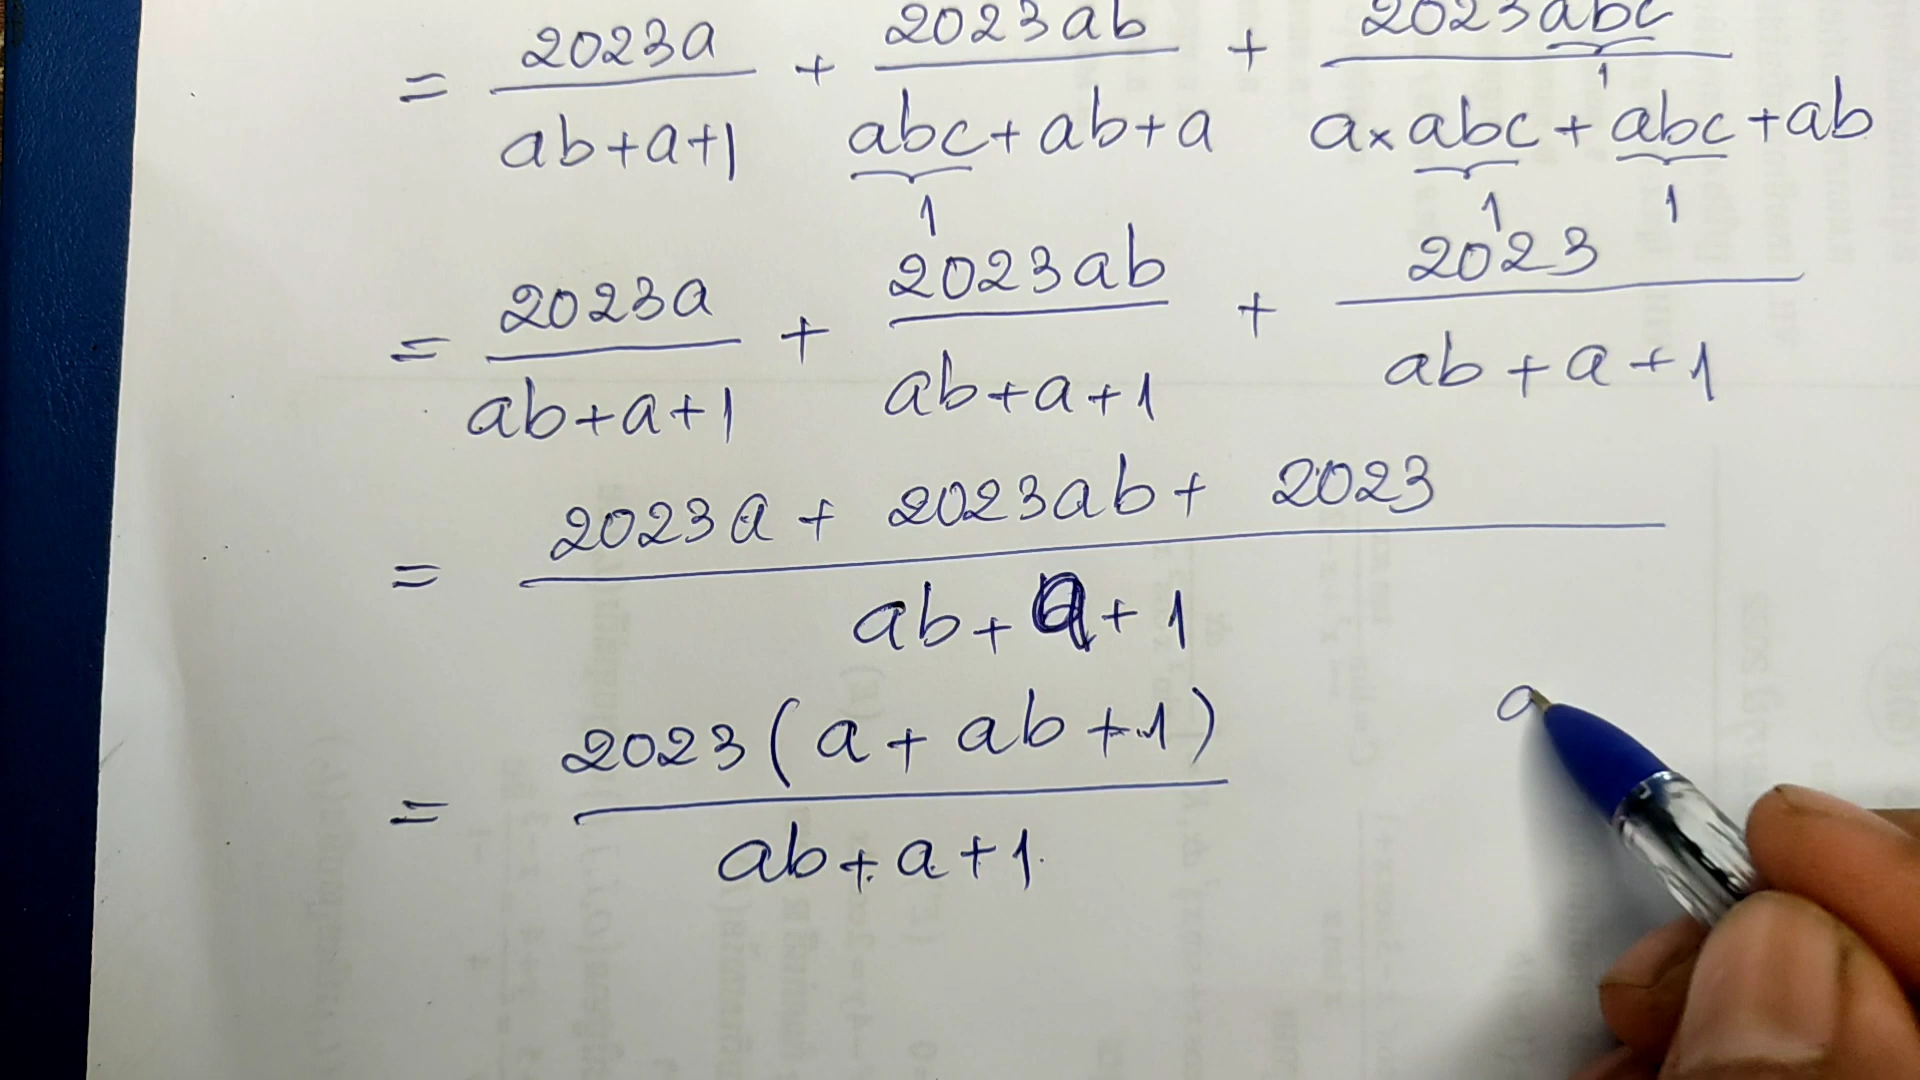 = 2023a/(ab+a+1) + 2023ab/(abc+ab+a) + 2023abc/(a×abc+abc+ab)
1
1 1 1
= 2023a/(ab+a+1) + 2023ab/(ab+a+1) + 2023/(ab+a+1)
= (2023a + 2023ab + 2023)/(ab+a+1)
= 2023(a+ab+1)/(ab+a+1)
a